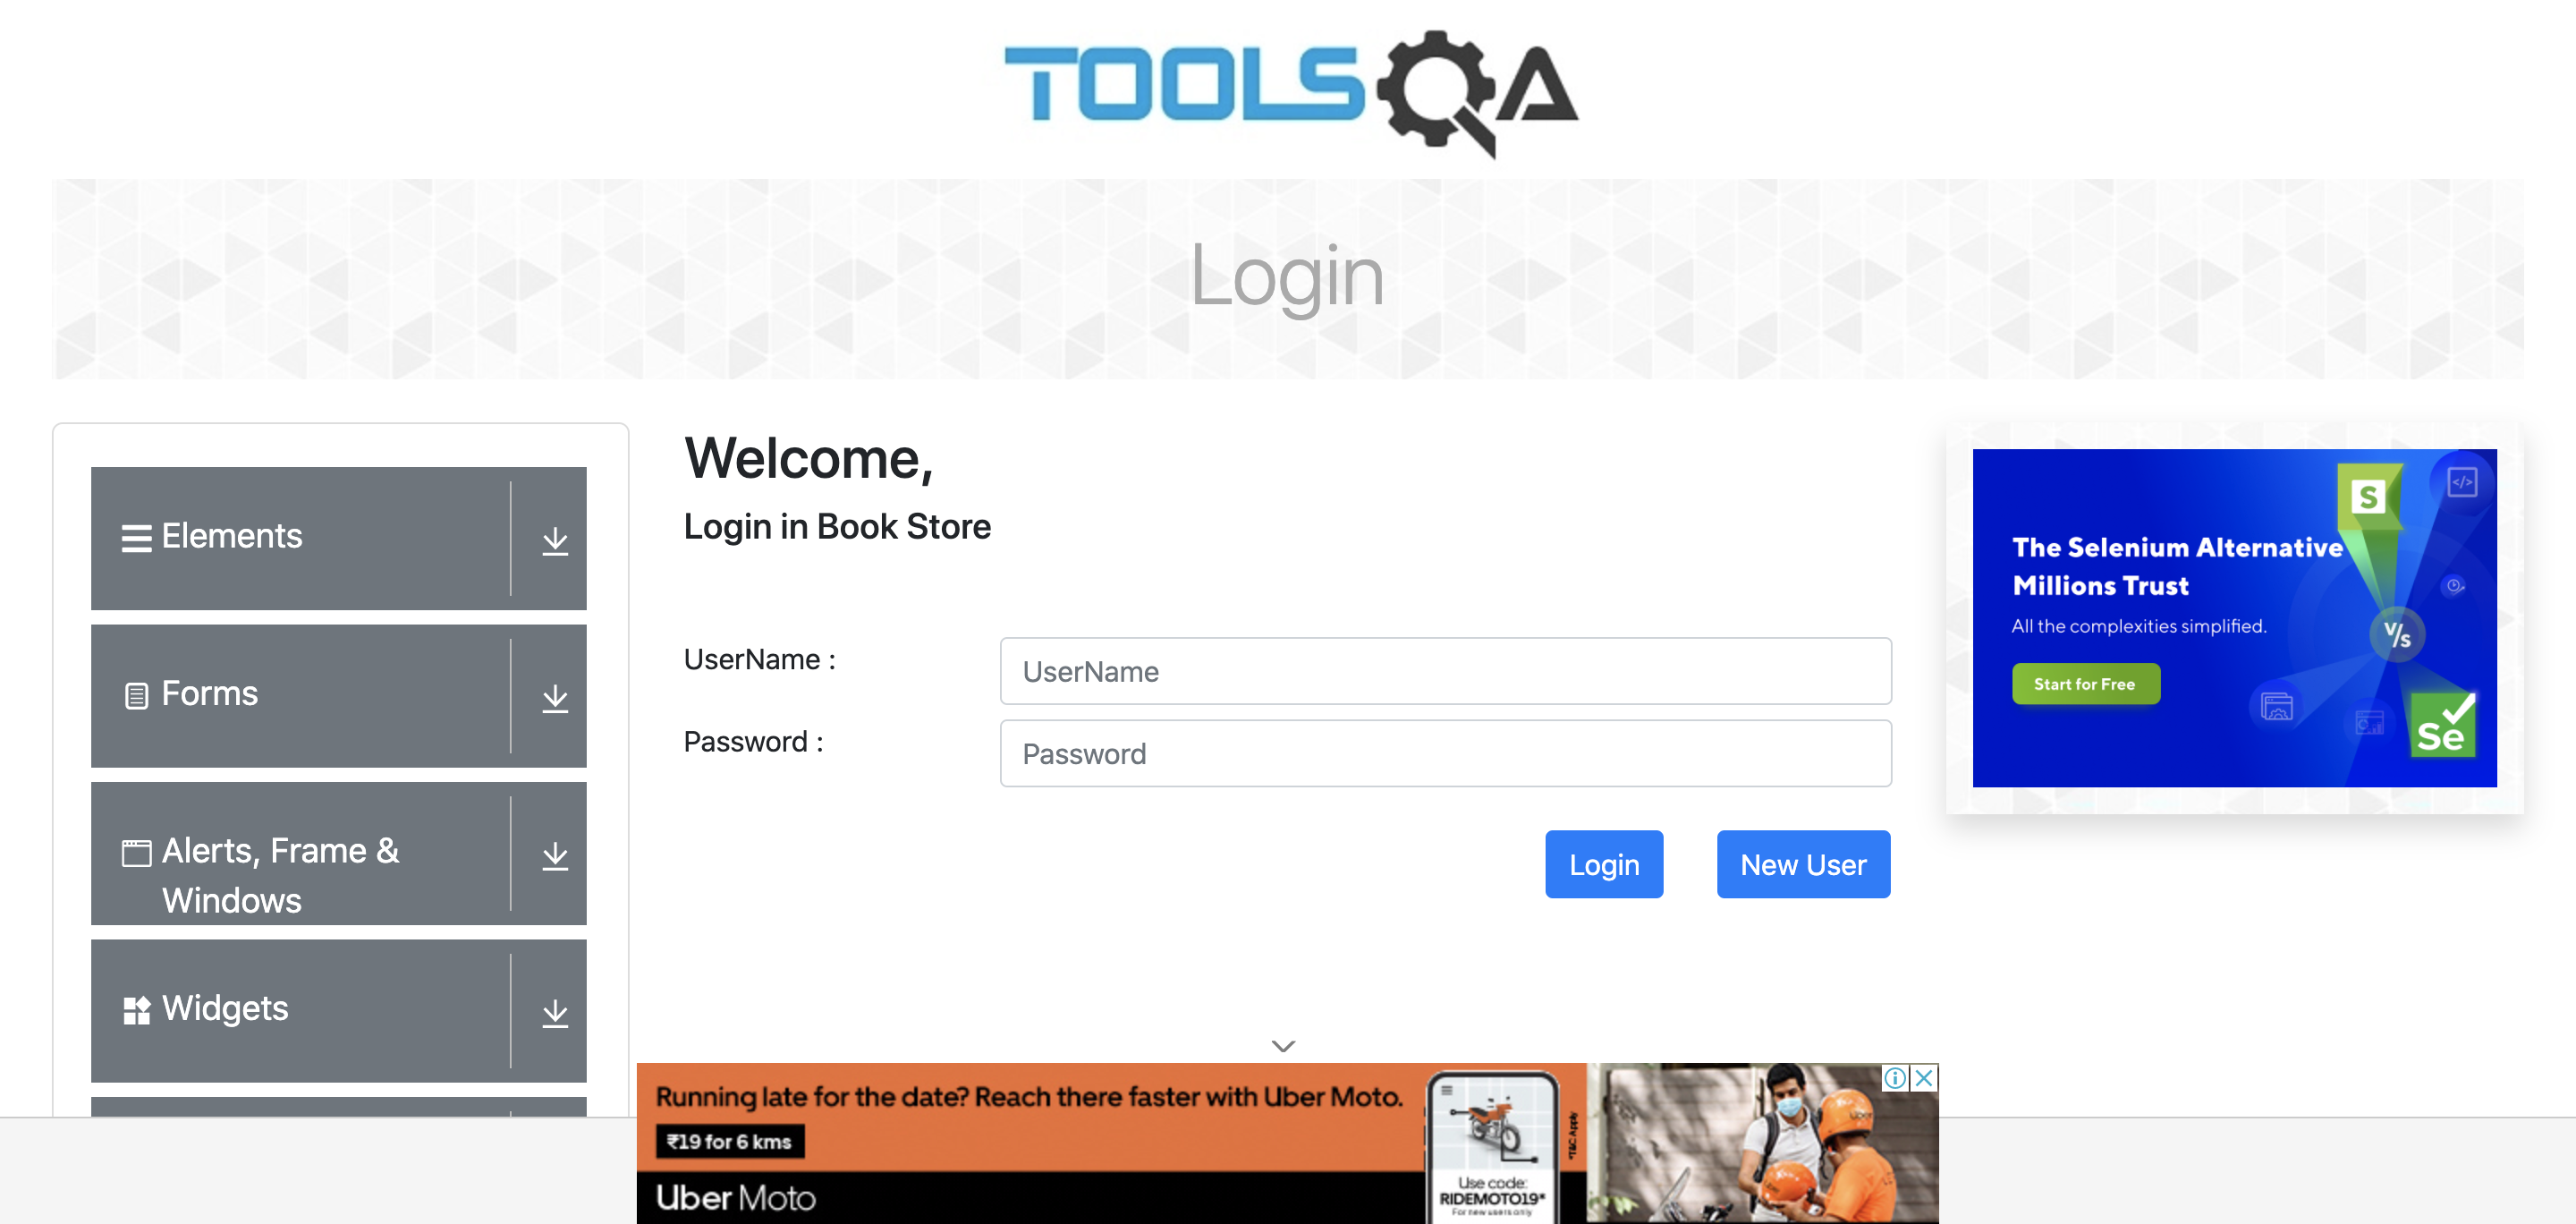 TOOLSQA
Login
Elements
Forms
Alerts, Frame &
Windows
Widgets
Welcome,
Login in Book Store
UserName :
UserName
Password :
Password
Login
New User
The Selenium Alternative
Millions Trust
All the complexities simplified.
Start for Free
S
</>
V/s
Se
Running late for the date? Reach there faster with Uber Moto.
₹19 for 6 kms
Uber Moto
Use code:
RIDEMOTO19*
For new users only
*T&C Apply